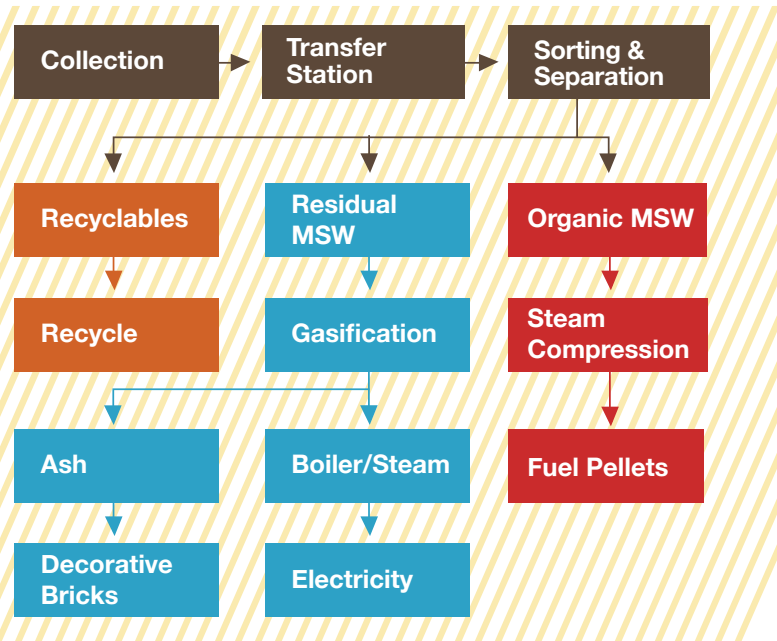 Collection
Transfer
Station
Sorting &
Separation
Recyclables
Residual
MSW
Organic MSW
Recycle
Gasification
Steam
Compression
Ash
Boiler/Steam
Fuel Pellets
Decorative
Bricks
Electricity